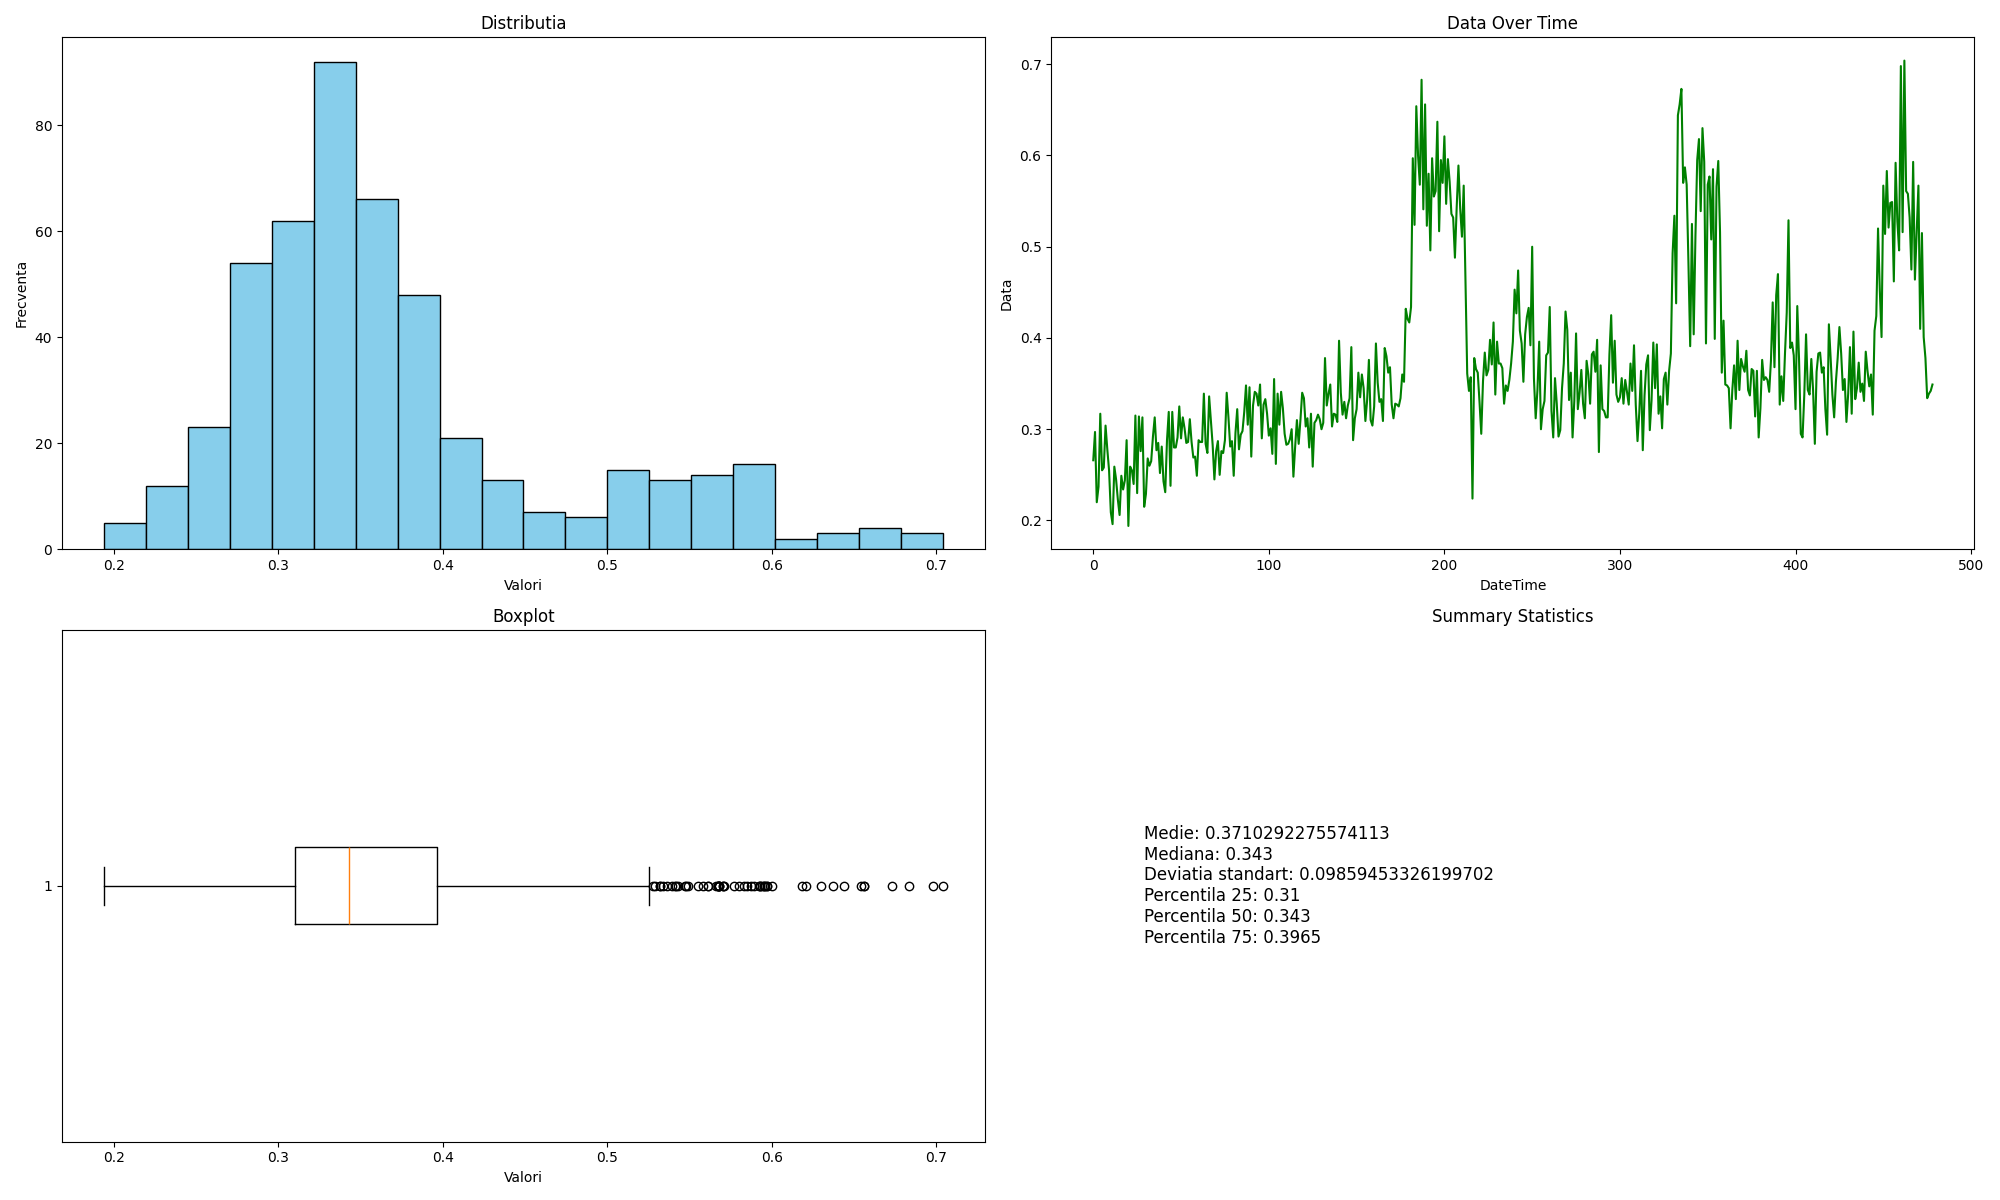 Distributia
Frecventa
80
60
40
20
0
0.2 0.3 0.4 0.5 0.6 0.7
Valori
Data Over Time
Data
0.7
0.6
0.5
0.4
0.3
0.2
0 100 200 300 400 500
DateTime
Boxplot
1
0.2 0.3 0.4 0.5 0.6 0.7
Valori
Summary Statistics
Medie: 0.3710292275574113
Mediana: 0.343
Deviatia standart: 0.09859453326199702
Percentila 25: 0.31
Percentila 50: 0.343
Percentila 75: 0.3965